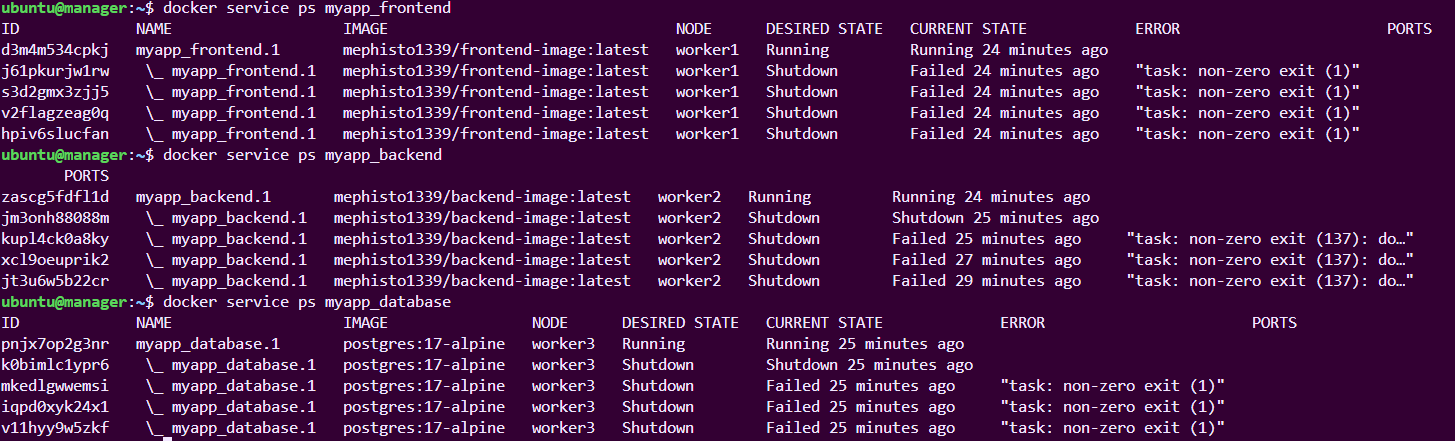 ubuntu@manager:~$ docker service ps myapp_frontend
ID NAME IMAGE NODE DESIRED STATE CURRENT STATE ERROR PORTS
d3m4m534cpkj myapp_frontend.1 mephisto1339/frontend-image:latest worker1 Running Running 24 minutes ago
j61pkurjw1rw \_ myapp_frontend.1 mephisto1339/frontend-image:latest worker1 Shutdown Failed 24 minutes ago "task: non-zero exit (1)"
s3d2gmx3zjj5 \_ myapp_frontend.1 mephisto1339/frontend-image:latest worker1 Shutdown Failed 24 minutes ago "task: non-zero exit (1)"
v2flagzeag0q \_ myapp_frontend.1 mephisto1339/frontend-image:latest worker1 Shutdown Failed 24 minutes ago "task: non-zero exit (1)"
hpiv6slucfan \_ myapp_frontend.1 mephisto1339/frontend-image:latest worker1 Shutdown Failed 24 minutes ago "task: non-zero exit (1)"
ubuntu@manager:~$ docker service ps myapp_backend
PORTS
zascg5fdfl1d myapp_backend.1 mephisto1339/backend-image:latest worker2 Running Running 24 minutes ago
jm3onh88088m \_ myapp_backend.1 mephisto1339/backend-image:latest worker2 Shutdown Shutdown 25 minutes ago
kupl4ck0a8ky \_ myapp_backend.1 mephisto1339/backend-image:latest worker2 Shutdown Failed 25 minutes ago "task: non-zero exit (137): do…"
xcl9oeuprik2 \_ myapp_backend.1 mephisto1339/backend-image:latest worker2 Shutdown Failed 27 minutes ago "task: non-zero exit (137): do…"
jt3u6w5b22cr \_ myapp_backend.1 mephisto1339/backend-image:latest worker2 Shutdown Failed 29 minutes ago "task: non-zero exit (137): do…"
ubuntu@manager:~$ docker service ps myapp_database
ID NAME IMAGE NODE DESIRED STATE CURRENT STATE ERROR PORTS
pnjx7op2g3nr myapp_database.1 postgres:17-alpine worker3 Running Running 25 minutes ago
k0bimlc1ypr6 \_ myapp_database.1 postgres:17-alpine worker3 Shutdown Shutdown 25 minutes ago
mkedlgwwemsi \_ myapp_database.1 postgres:17-alpine worker3 Shutdown Failed 25 minutes ago "task: non-zero exit (1)"
iqpd0xyk24x1 \_ myapp_database.1 postgres:17-alpine worker3 Shutdown Failed 25 minutes ago "task: non-zero exit (1)"
v11hyy9w5zkf \_ myapp_database.1 postgres:17-alpine worker3 Shutdown Failed 25 minutes ago "task: non-zero exit (1)"